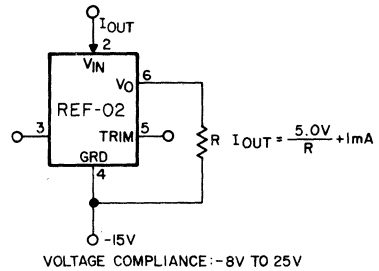 IOUT
2
VIN
6
VO
REF-02
3
TRIM
5
R
IOUT = 5.0V/R +1mA
GRD
4
-15V
VOLTAGE COMPLIANCE:-8V TO 25V